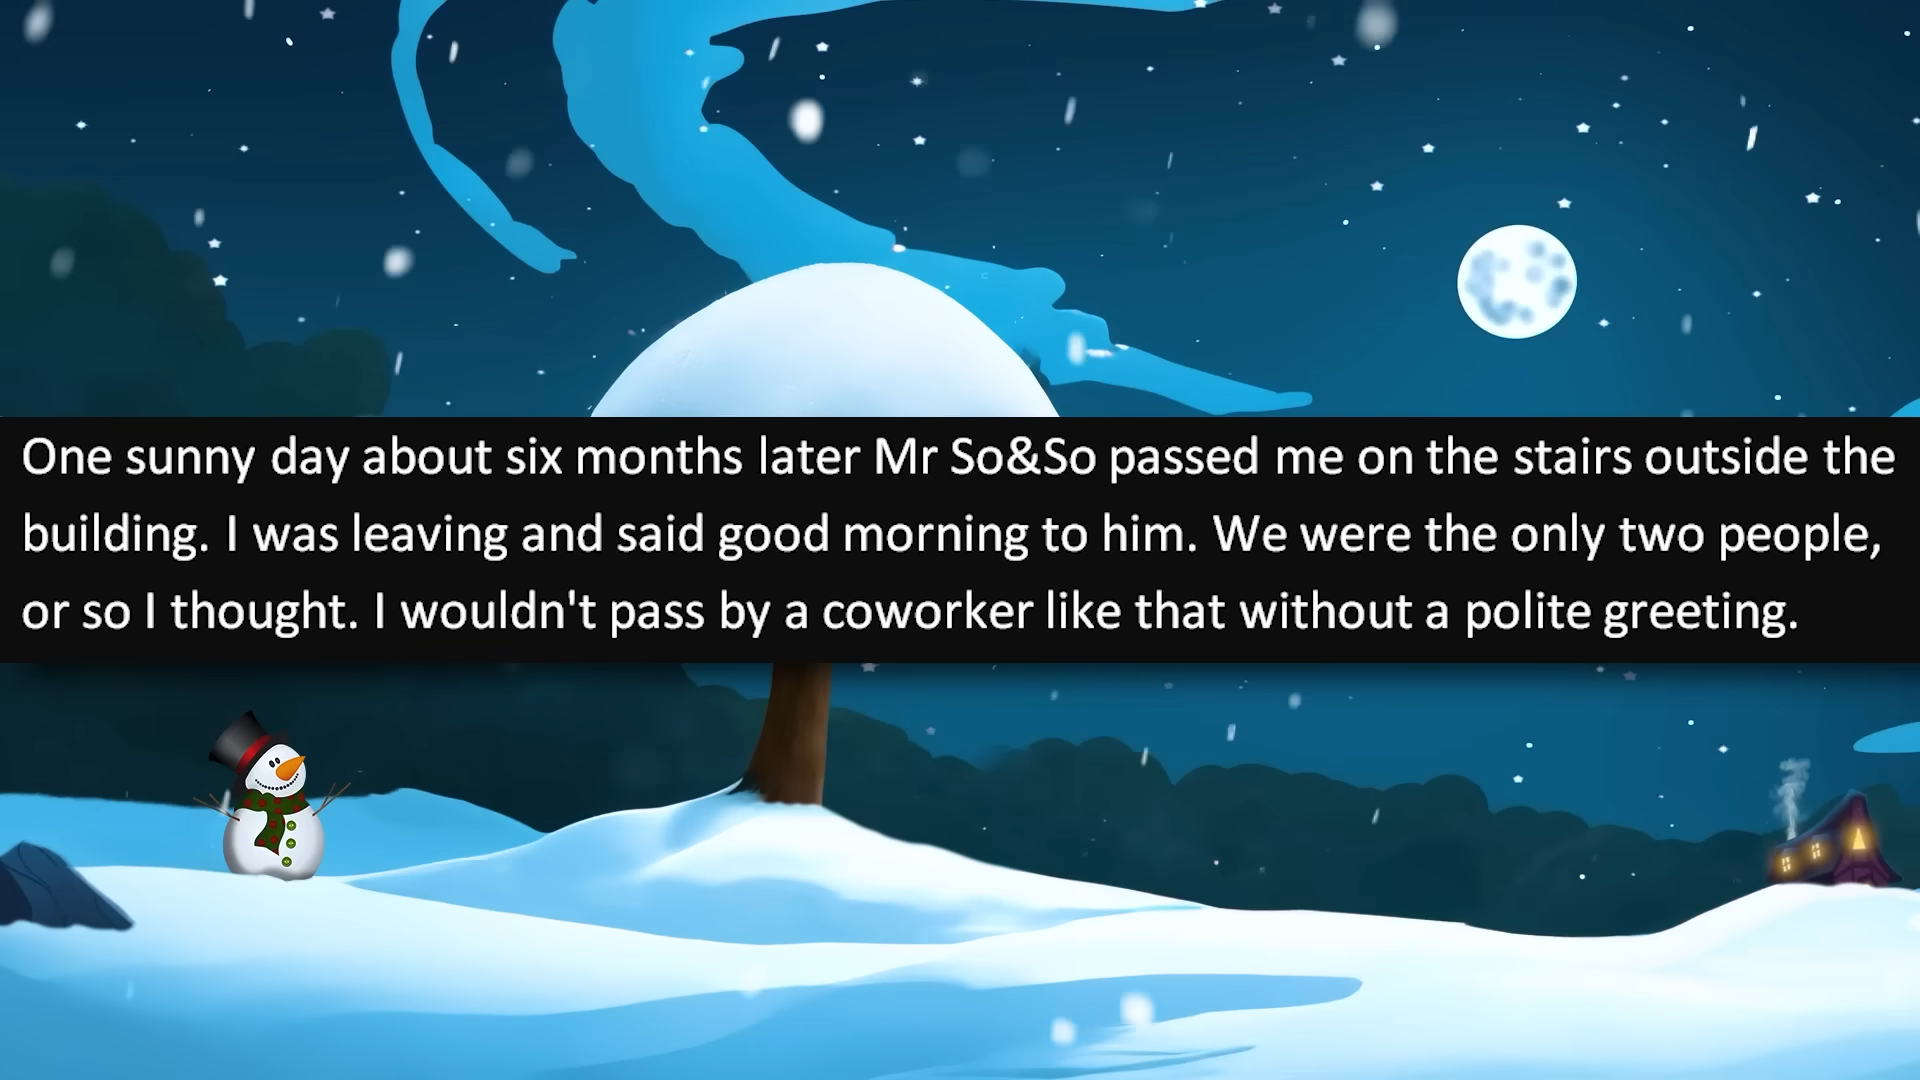 One sunny day about six months later Mr So&So passed me on the stairs outside the
building. I was leaving and said good morning to him. We were the only two people,
or so I thought. I wouldn't pass by a coworker like that without a polite greeting.